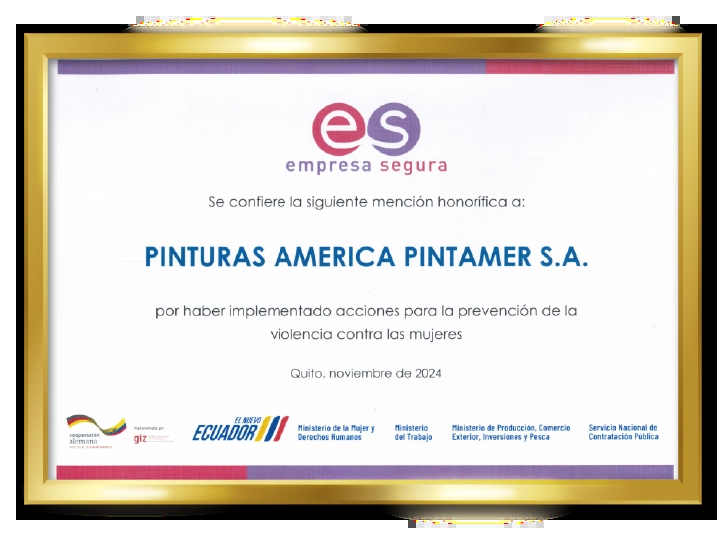 es
empresa segura
Se confiere la siguiente mención honorífica a:
PINTURAS AMERICA PINTAMER S.A.
por haber implementado acciones para la prevención de la
violencia contra las mujeres
Quito, noviembre de 2024
cooperación
alemana
Implementada por
giz
EL NUEVO
ECUADOR
Ministerio de la Mujer y
Derechos Humanos
Ministerio
del Trabajo
Ministerio de Producción, Comercio
Exterior, Inversiones y Pesca
Servicio Nacional de
Contratación Pública